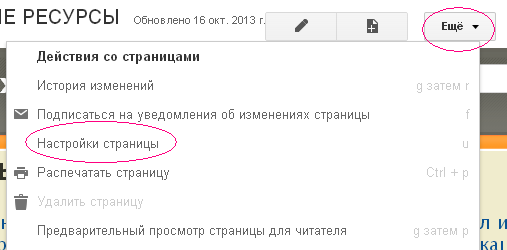 ЫЕ РЕСУРСЫ Обновлено 16 окт. 2013 г. Ещё
Действия со страницами
История изменений g затем r
Подписаться на уведомления об изменениях страницы f
Настройки страницы u
Распечатать страницу Ctrl + p
Удалить страницу
Предварительный просмотр страницы для читателя g затем p